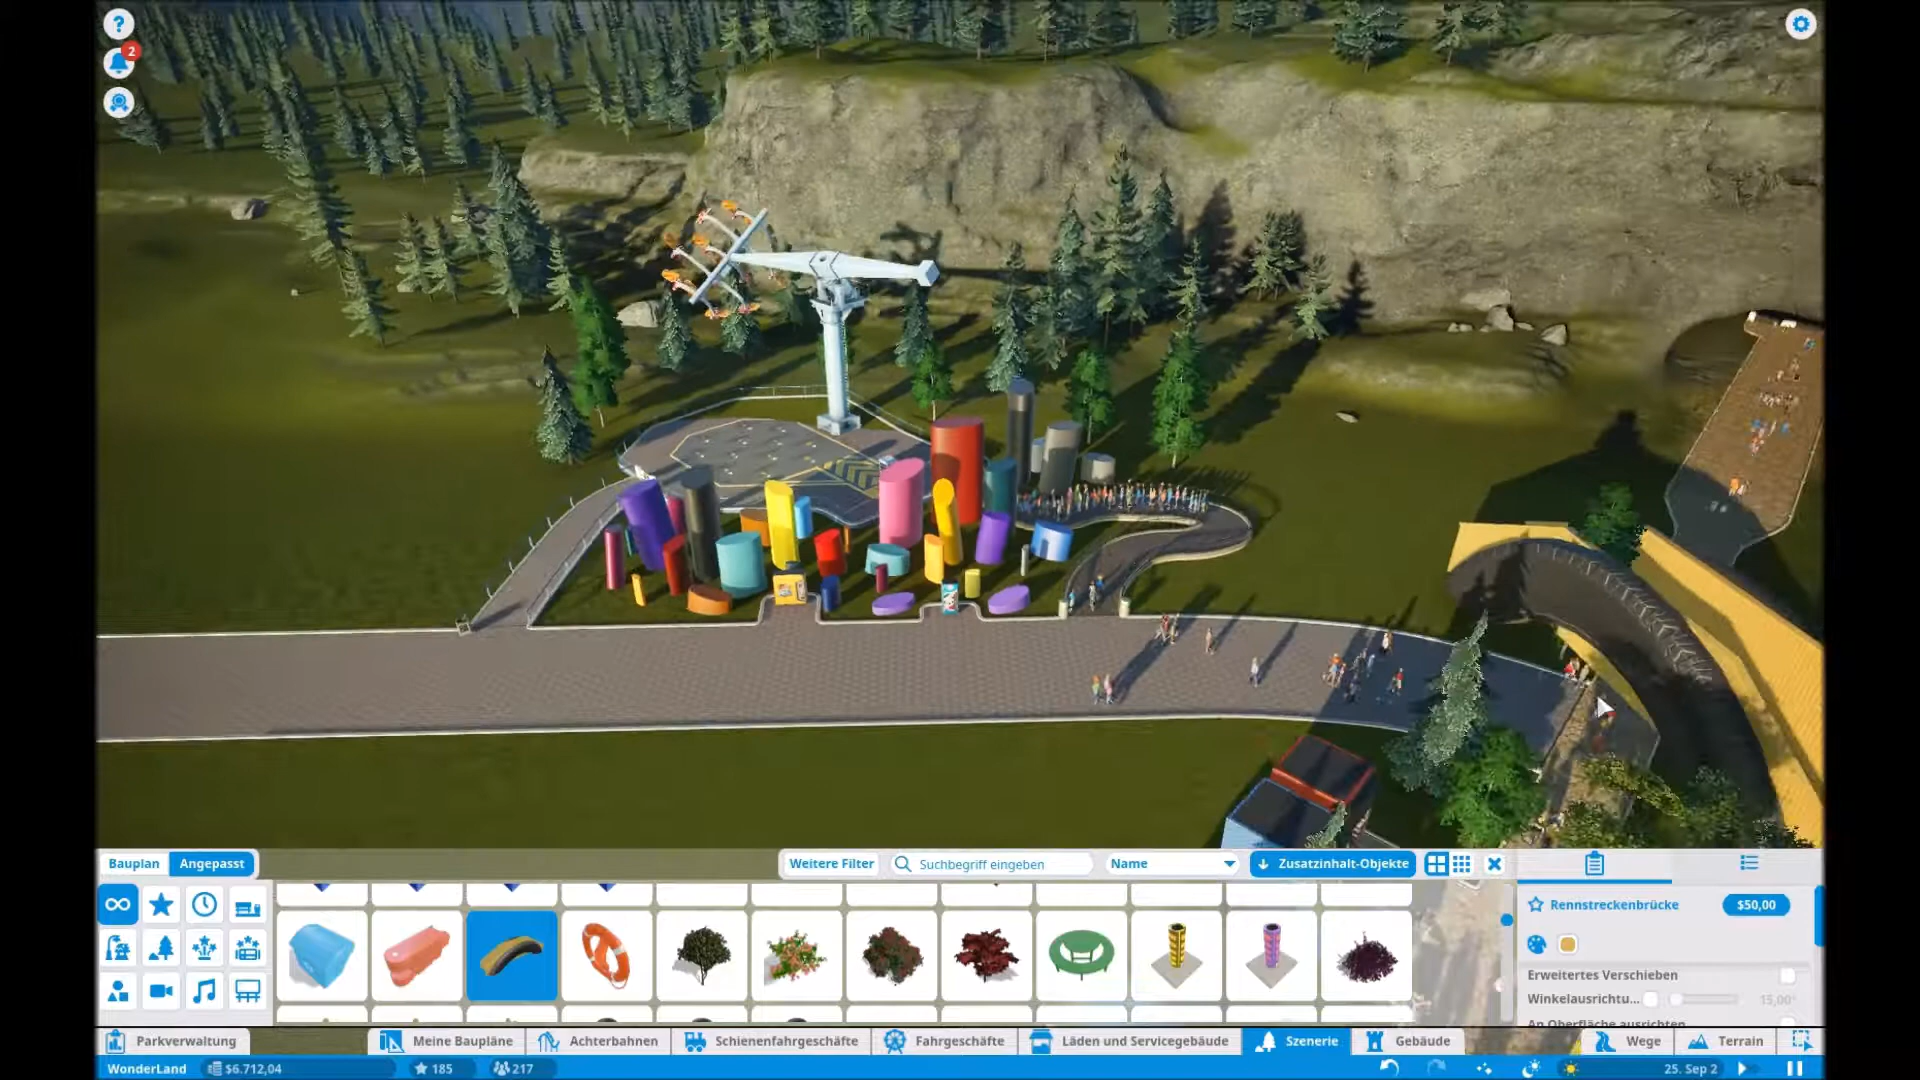 ?
2
Bauplan Angepasst Weitere Filter Suchbegriff eingeben Name Zusatzinhalt-Objekte
Rennstreckenbrücke $50,00
Erweitertes Verschieben
Winkelausrichtu... 15,00°
An Oberfläche ausrichten
Parkverwaltung Meine Baupläne Achterbahnen Schienenfahrgeschäfte Fahrgeschäfte Läden und Servicegebäude Szenerie Gebäude Wege Terrain
WonderLand $6.712,04 185 217 25. Sep 2